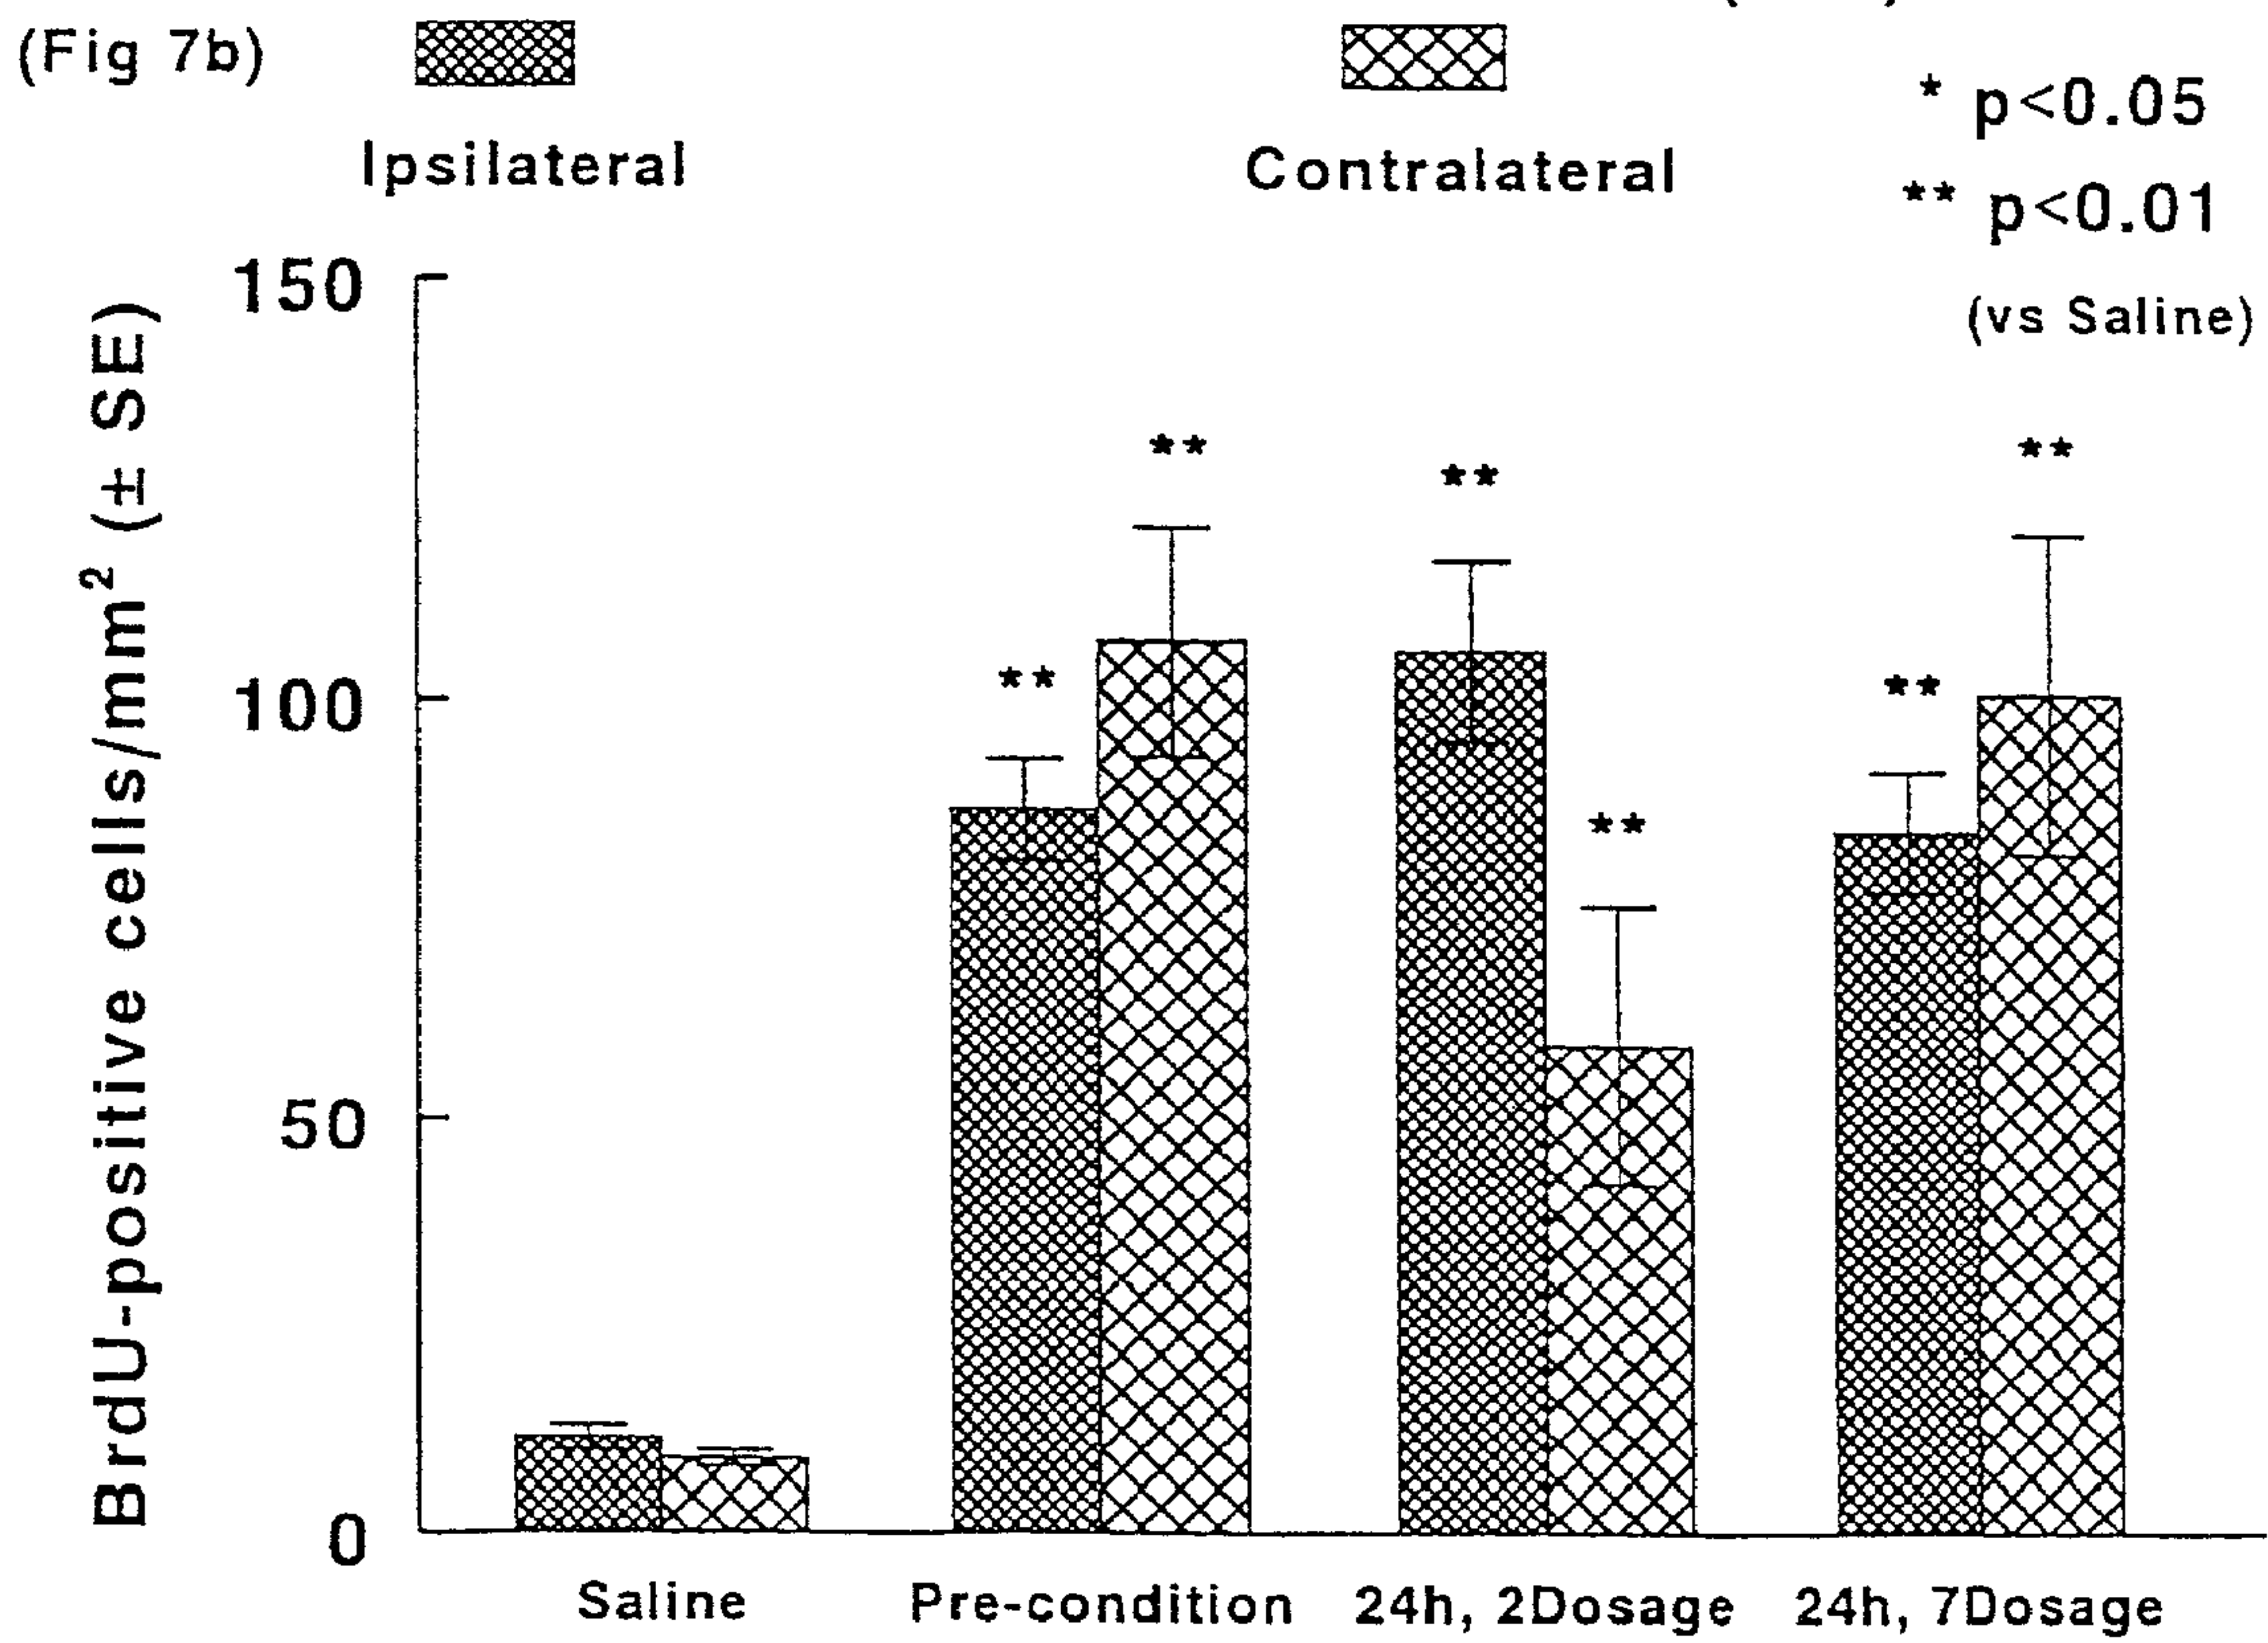 (Fig 7b)
Ipsilateral
Contralateral
* p<0.05
** p<0.01
(vs Saline)
BrdU-positive cells/mm² (± SE)
150
100
50
0
**
**
**
**
**
**
Saline
Pre-condition
24h, 2Dosage
24h, 7Dosage